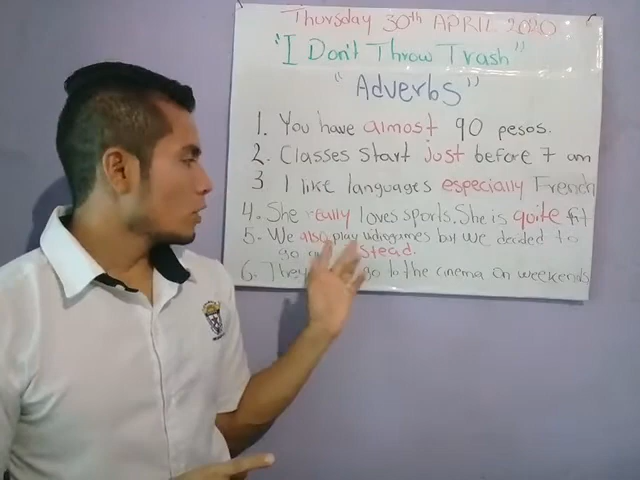 Thursday 30th APRIL 2020
"I Don't Throw Trash"
"Adverbs"
1. You have almost 90 pesos.
2. Classes start just before 7 am
3 I like languages especially French
4. She really loves sports. She is quite fit
5. We also play videogames but we decided to
go stead.
6. They go to the cinema on weekends